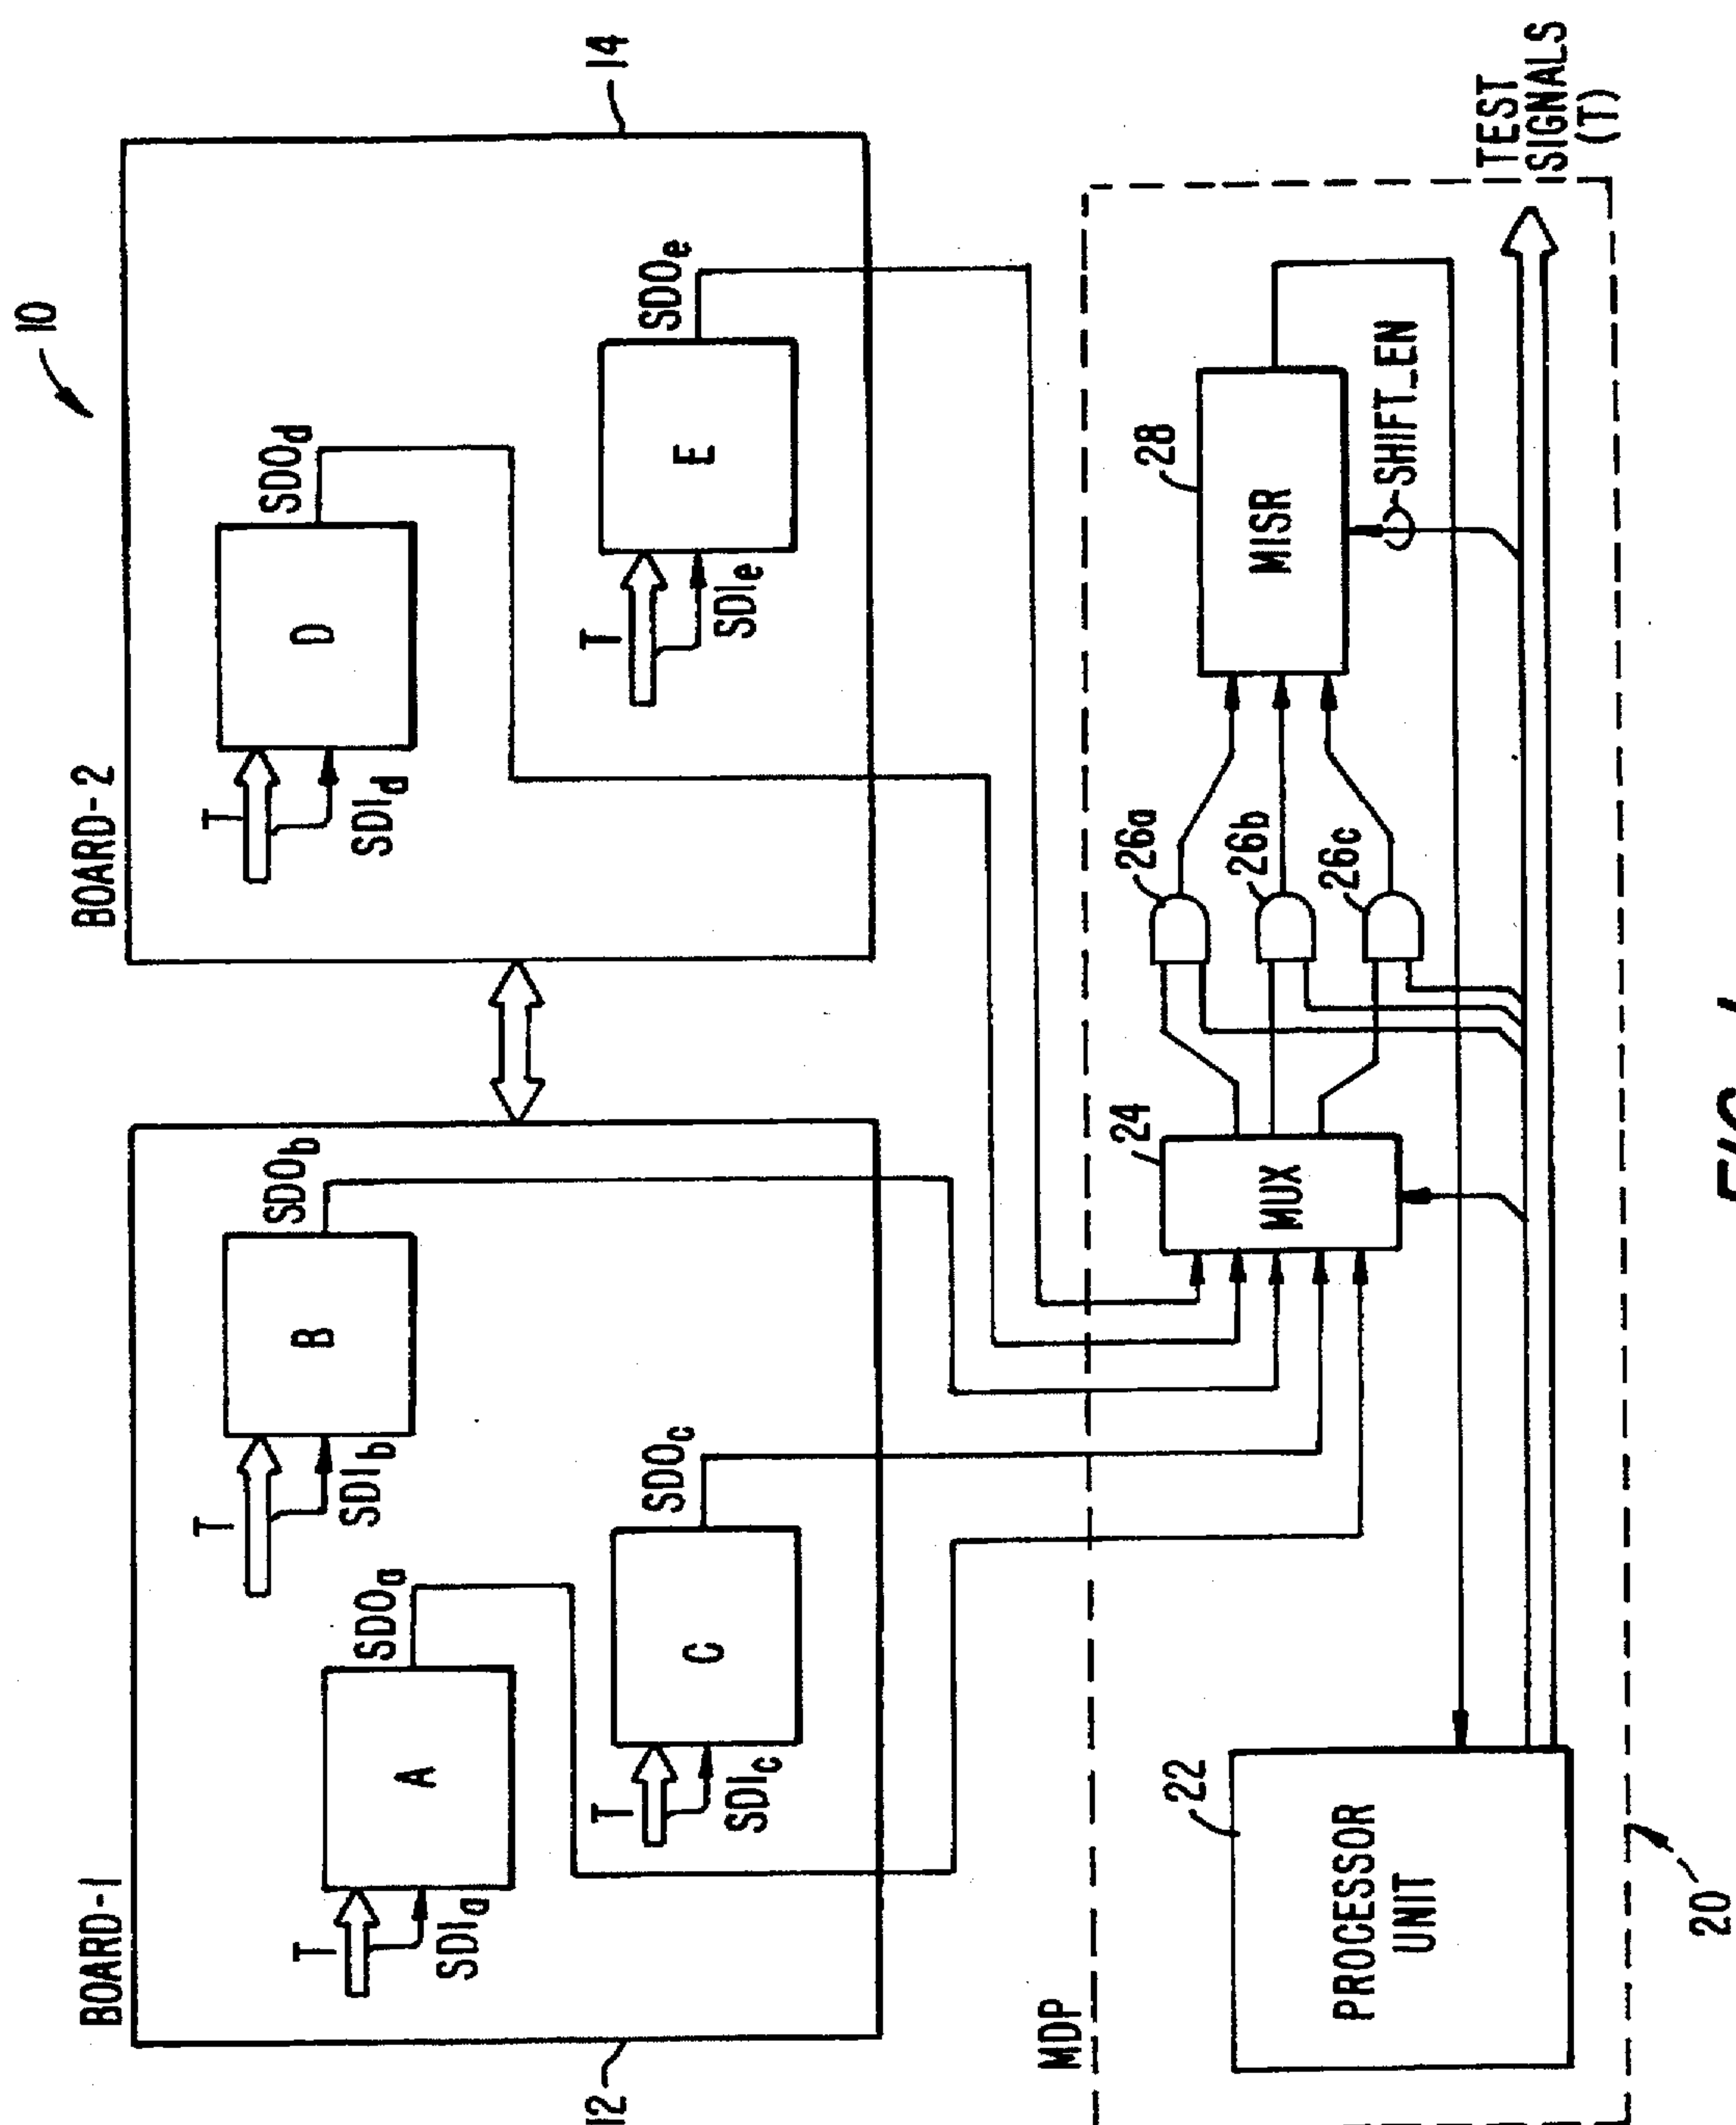 10
BOARD-1
BOARD-2
T
SDIa
A
SDOa
T
SDIb
B
SDOb
T
SDIc
C
SDOc
T
SDId
D
SDOd
T
SDIe
E
SDOe
12
14
MDP
22
PROCESSOR
UNIT
24
MUX
26a
26b
26c
28
MISR
SHIFT_EN
TEST
SIGNALS
(T)
20